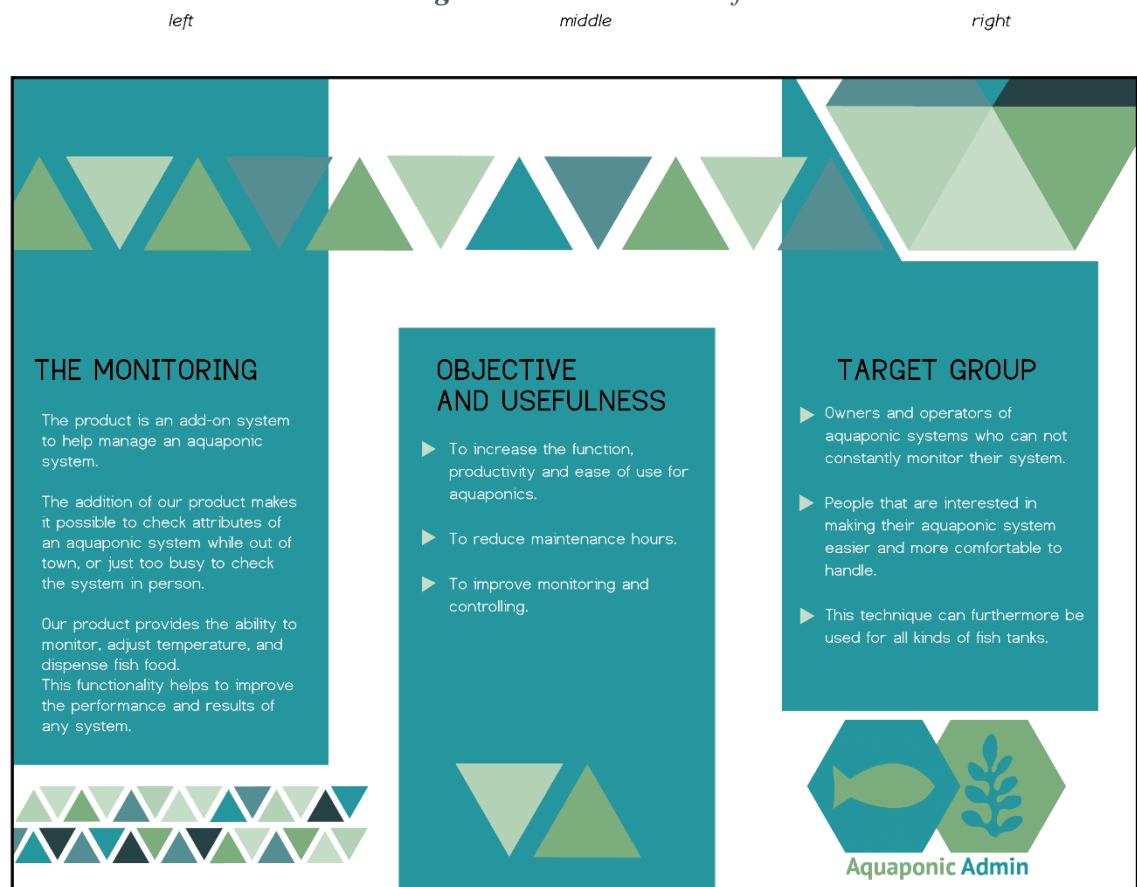 left
middle
right
THE MONITORING
The product is an add-on system
to help manage an aquaponic
system.
The addition of our product makes
it possible to check attributes of
an aquaponic system while out of
town, or just too busy to check
the system in person.
Our product provides the ability to
monitor, adjust temperature, and
dispense fish food.
This functionality helps to improve
the performance and results of
any system.
OBJECTIVE
AND USEFULNESS
To increase the function,
productivity and ease of use for
aquaponics.
To reduce maintenance hours.
To improve monitoring and
controlling.
TARGET GROUP
Owners and operators of
aquaponic systems who can not
constantly monitor their system.
People that are interested in
making their aquaponic system
easier and more comfortable to
handle.
This technique can furthermore be
used for all kinds of fish tanks.
Aquaponic Admin